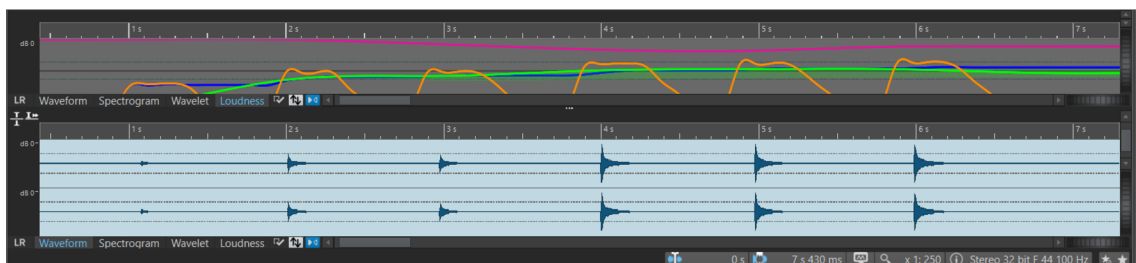 1 s 2 s 3 s 4 s 5 s 6 s 7 s
dB 0
LR Waveform Spectrogram Wavelet Loudness
1 s 2 s 3 s 4 s 5 s 6 s 7 s
dB 0
dB 0
LR Waveform Spectrogram Wavelet Loudness
0 s 7 s 430 ms x 1: 250 Stereo 32 bit F 44 100 Hz